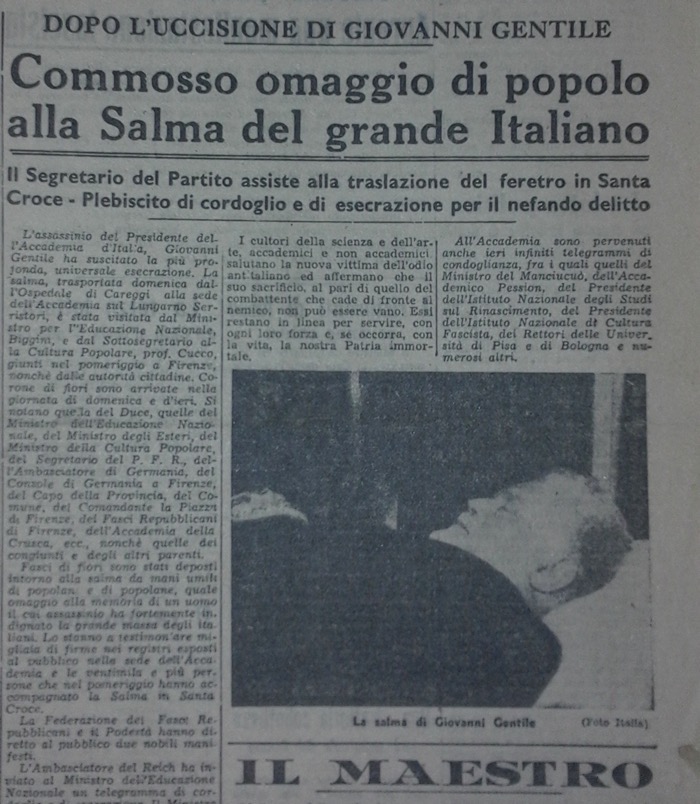 DOPO L'UCCISIONE DI GIOVANNI GENTILE
Commosso omaggio di popolo
alla Salma del grande Italiano
Il Segretario del Partito assiste alla traslazione del feretro in Santa
Croce - Plebiscito di cordoglio e di esecrazione per il nefando delitto
L'assassinio del Presidente del-
l'Accademia d'Italia, Giovanni
Gentile ha suscitato la più pro-
fonda, universale esecrazione. La
salma, trasportata domenica dal-
l'Ospedale di Careggi alla sede
dell'Accademia sul Lungarno Ser-
ristori, è stata visitata dal Mini-
stro per l'Educazione Nazionale,
Biggini, e dal Sottosegretario al-
la Cultura Popolare, prof. Cucco,
giunti nel pomeriggio a Firenze,
nonchè dalle autorità cittadine. Co-
rone di fiori sono arrivate nella
giornata di domenica e d'ieri. Si
notano quella del Duce, quelle del
Ministro dell'Educazione Nazio-
nale, del Ministro degli Esteri, del
Ministro della Cultura Popolare,
del Segretario del P. F. R., del-
l'Ambasciatore di Germania, del
Console di Germania a Firenze,
del Capo della Provincia, del Co-
mune, del Comandante la Piazza
di Firenze, dei Fasci Repubblicani
di Firenze, dell'Accademia della
Crusca, ecc., nonchè quelle dei
congiunti e degli altri parenti.
Fasci di fiori sono stati deposti
intorno alla salma da mani umili
di popolani e di popolane, quale
omaggio alla memoria di un uomo
il cui assassinio ha fortemente in-
dignato la grande massa degli ita-
liani. Lo stanno a testimoniare mi-
gliaia di firme nei registri esposti
al pubblico nella sede dell'Acca-
demia e le ventimila e più per-
sone che nel pomeriggio hanno ac-
compagnato la Salma in Santa
Croce.
La Federazione dei Fasci Re-
pubblicani e il Podestà hanno di-
retto al pubblico due nobili mani-
festi.
L'Ambasciatore del Reich ha in-
viato al Ministro dell'Educazione
Nazionale un telegramma di cor-
I cultori della scienza e dell'ar-
te, accademici e non accademici
salutano la nuova vittima dell'odio
antitaliano ed affermano che il
suo sacrificio, al pari di quello del
combattente che cade di fronte al
nemico, non può essere vano. Essi
restano in linea per servire, con
ogni loro forza e, se occorra, con
la vita, la nostra Patria immor-
tale.
All'Accademia sono pervenuti
anche ieri infiniti telegrammi di
condoglianza, fra i quali quelli del
Ministro del Manciucuò, dell'Acca-
demico Pession, del Presidente
dell'Istituto Nazionale degli Studi
sul Rinascimento, del Presidente
dell'Istituto Nazionale di Cultura
Fascista, dei Rettori delle Univer-
sità di Pisa e di Bologna e nu-
merosi altri.
La salma di Giovanni Gentile (Foto Italia)
IL MAESTRO